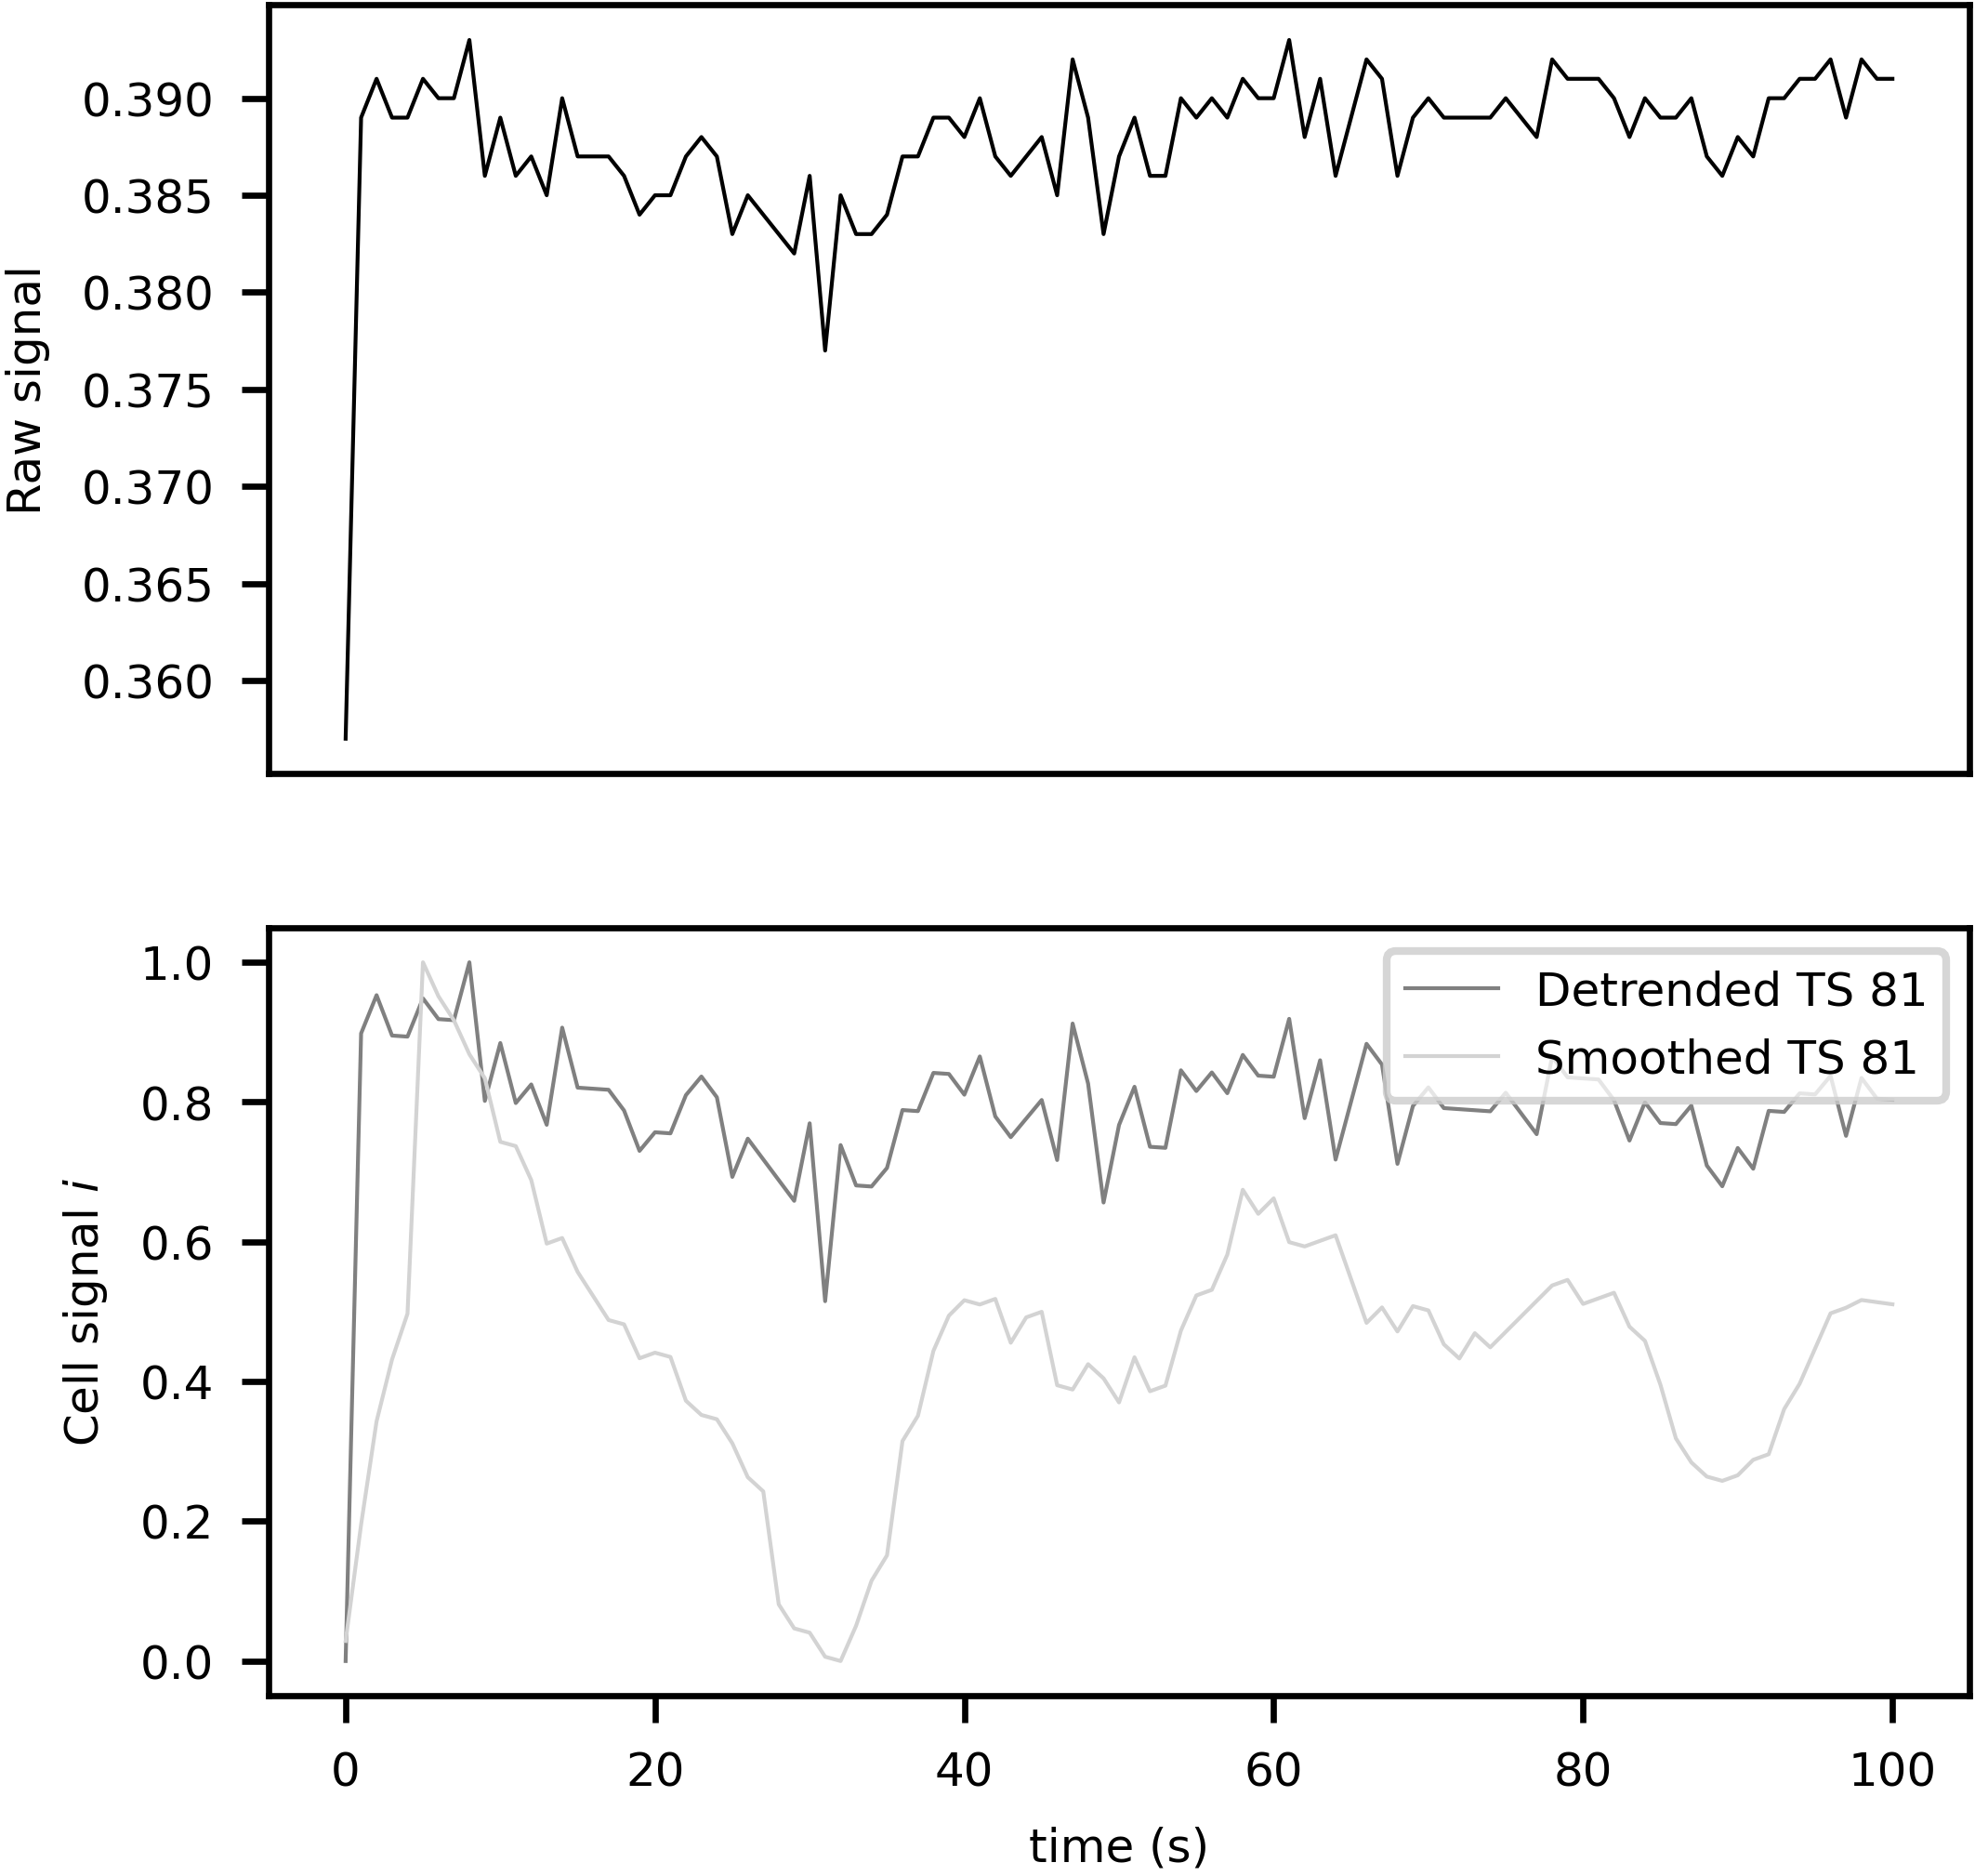 0.390
0.385
0.380
0.375
0.370
0.365
0.360
Raw signal
1.0
0.8
0.6
0.4
0.2
0.0
Cell signal i
Detrended TS 81
Smoothed TS 81
0 20 40 60 80 100
time (s)